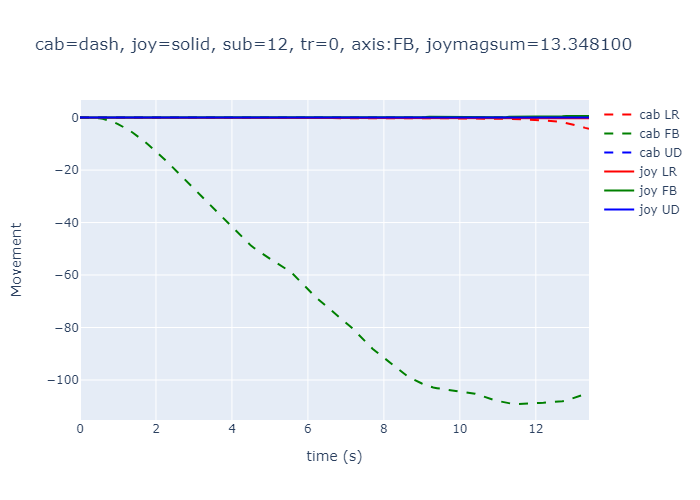 cab=dash, joy=solid, sub=12, tr=0, axis:FB, joymagsum=13.348100
0
−20
−40
−60
−80
−100
Movement
0
2
4
6
8
10
12
time (s)
cab LR
cab FB
cab UD
joy LR
joy FB
joy UD